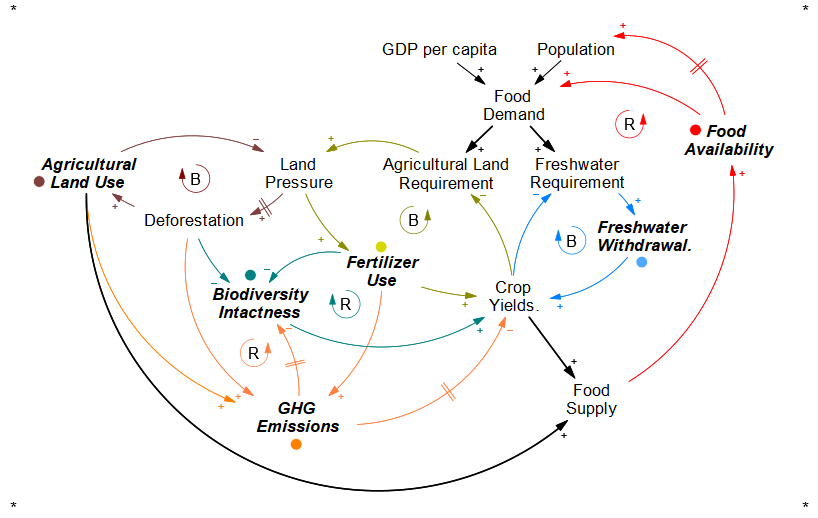 * *
GDP per capita Population
Food
Demand
Food
Availability
R
Agricultural
Land Use
B
Land
Pressure
Agricultural Land
Requirement
Freshwater
Requirement
Deforestation
B
B
Freshwater
Withdrawal.
Fertilizer
Use
Biodiversity
Intactness
R
Crop
Yields.
R
GHG
Emissions
Food
Supply
* *